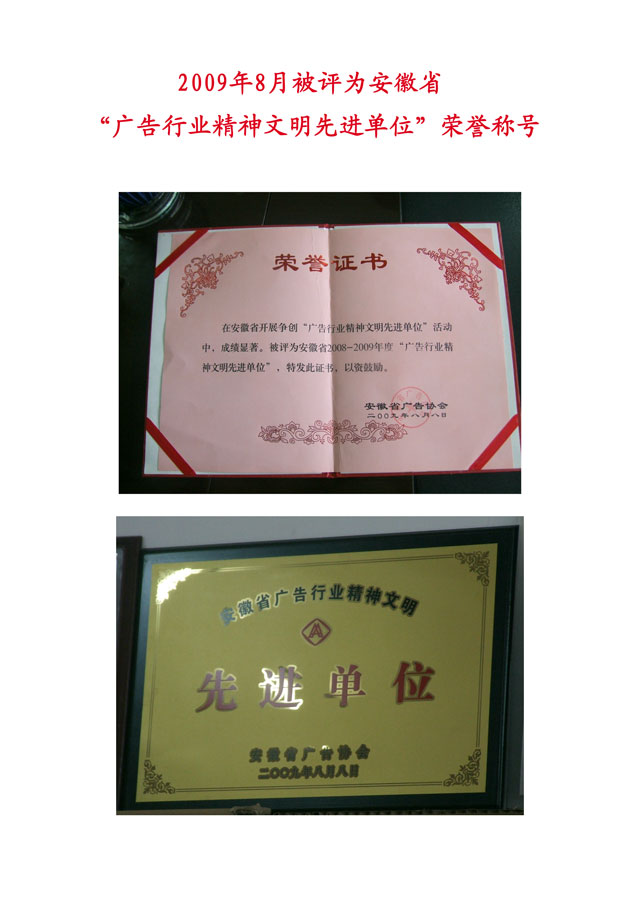 2009年8月被评为安徽省
“广告行业精神文明先进单位”荣誉称号
荣誉证书
在安徽省开展争创“广告行业精神文明先进单位”活动
中，成绩显著。被评为安徽省2008-2009年度“广告行业精
神文明先进单位”，特发此证书，以资鼓励。
安徽省广告协会
二00九年八月八日
安徽省广告行业精神文明
A
先进单位
安徽省广告协会
二00九年八月八日